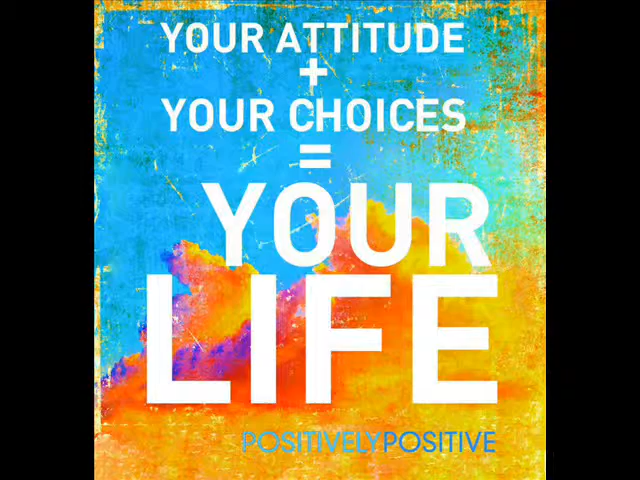 YOUR ATTITUDE
+
YOUR CHOICES
=
YOUR
LIFE
POSITIVELYPOSITIVE